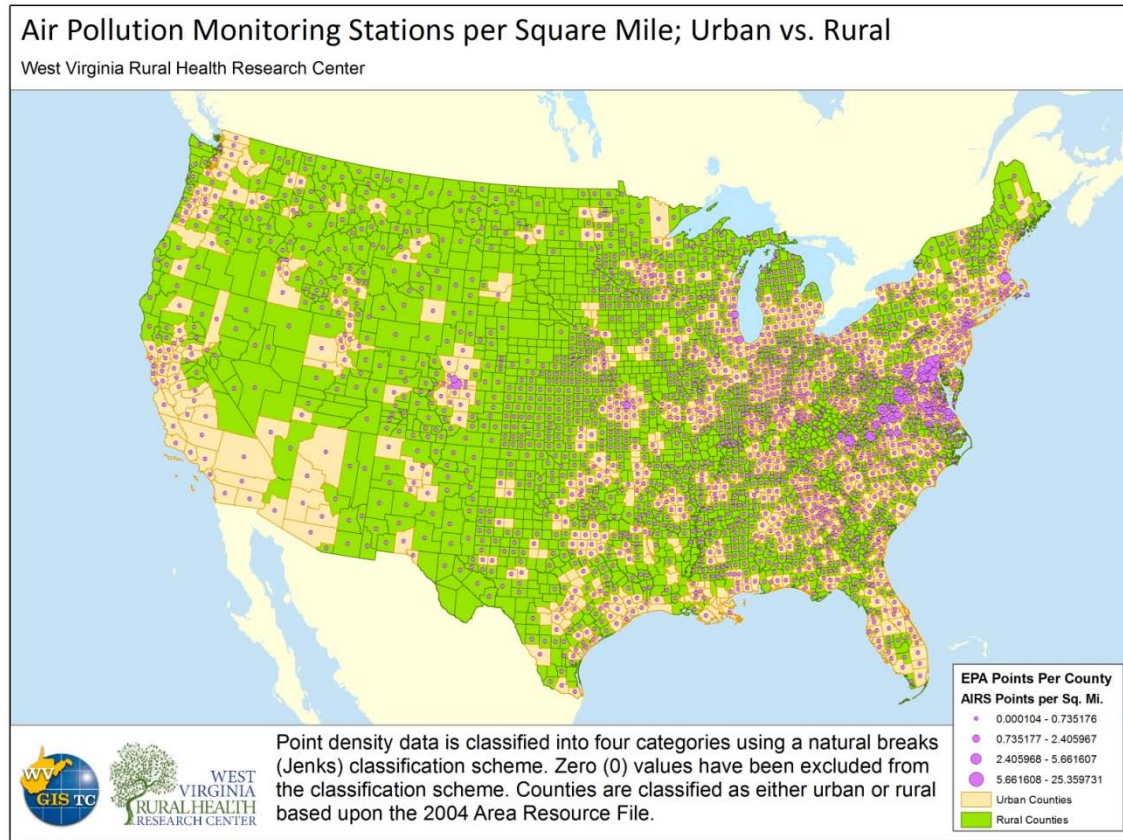 Air Pollution Monitoring Stations per Square Mile; Urban vs. Rural
West Virginia Rural Health Research Center
EPA Points Per County
AIRS Points per Sq. Mi.
0.000104 - 0.735176
0.735177 - 2.405967
2.405968 - 5.661607
5.661608 - 25.359731
Urban Counties
Rural Counties
WV
GIS TC
WEST
VIRGINIA
RURAL HEALTH
RESEARCH CENTER
Point density data is classified into four categories using a natural breaks
(Jenks) classification scheme. Zero (0) values have been excluded from
the classification scheme. Counties are classified as either urban or rural
based upon the 2004 Area Resource File.